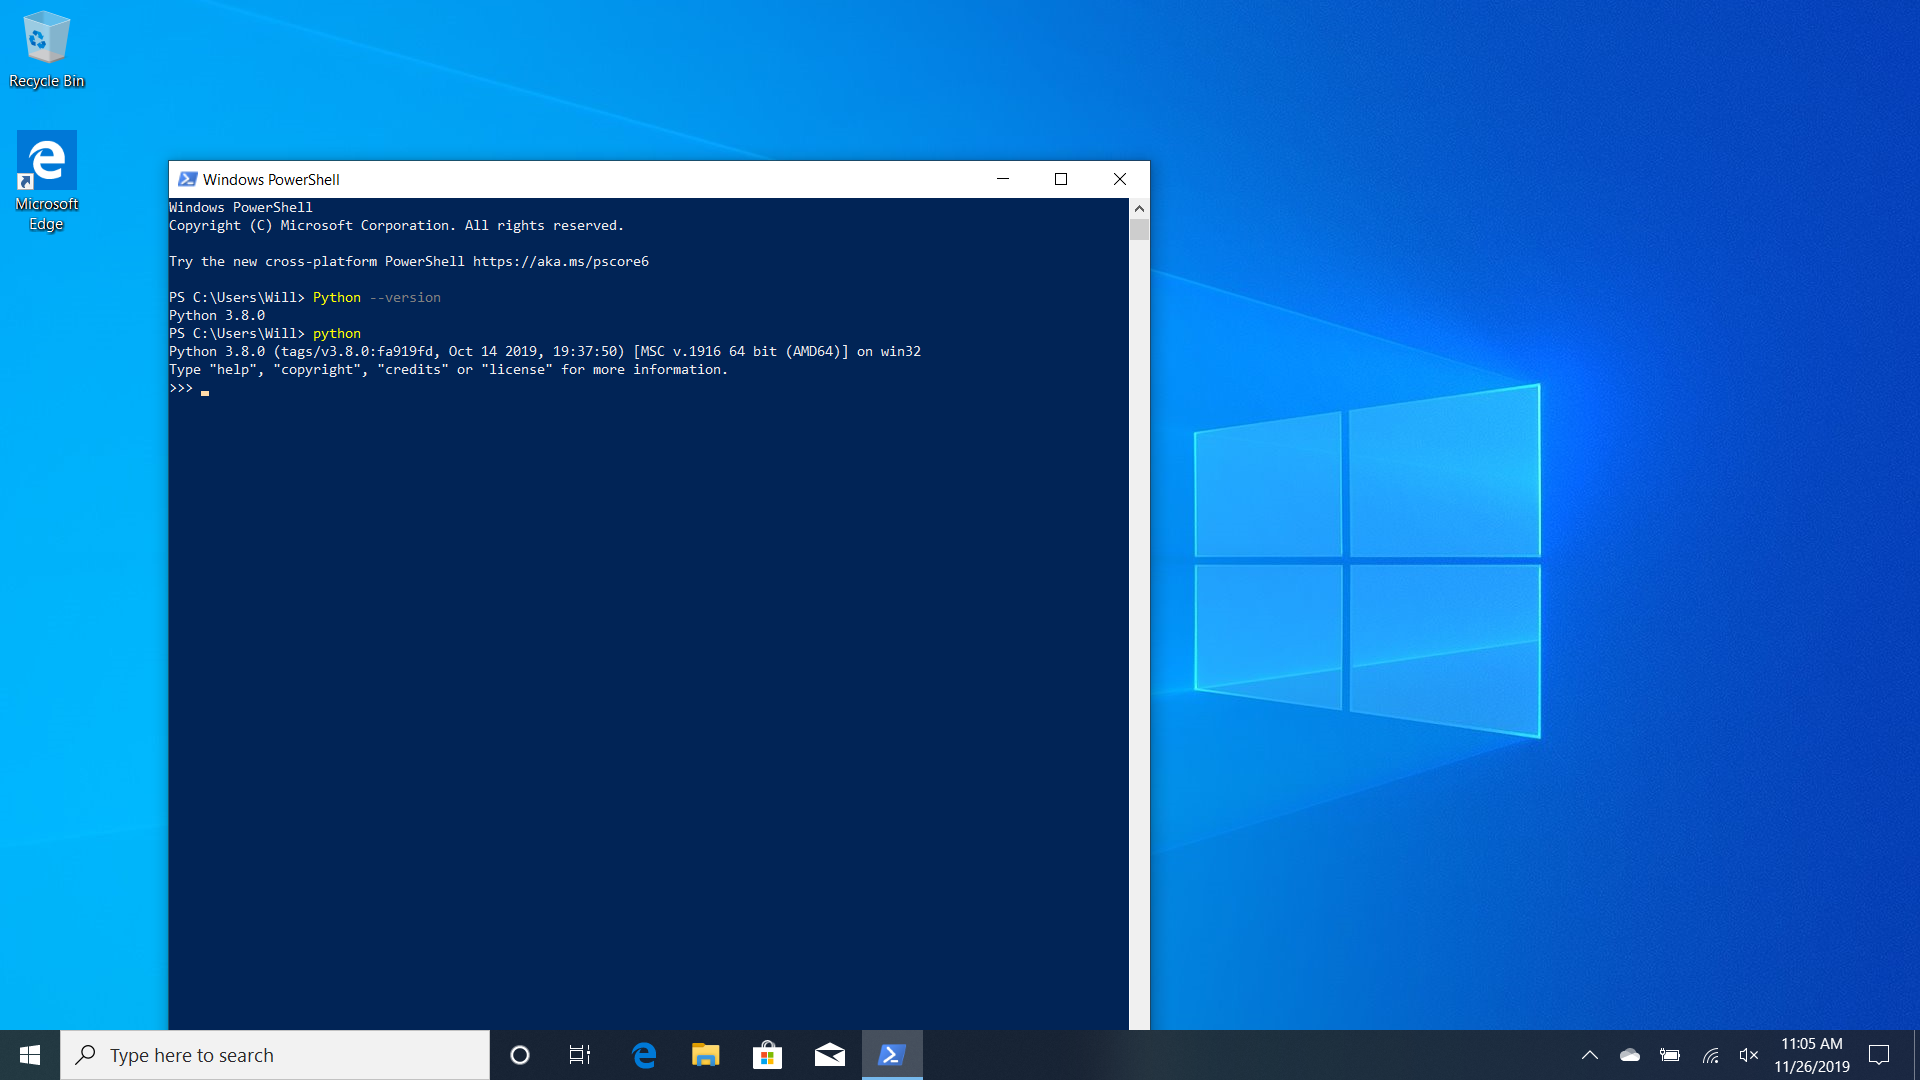 Recycle Bin
Microsoft
Edge
Windows PowerShell
Windows PowerShell
Copyright (C) Microsoft Corporation. All rights reserved.
Try the new cross-platform PowerShell https://aka.ms/pscore6
PS C:\Users\Will> Python --version
Python 3.8.0
PS C:\Users\Will> python
Python 3.8.0 (tags/v3.8.0:fa919fd, Oct 14 2019, 19:37:50) [MSC v.1916 64 bit (AMD64)] on win32
Type "help", "copyright", "credits" or "license" for more information.
>>>
Type here to search
11:05 AM
11/26/2019